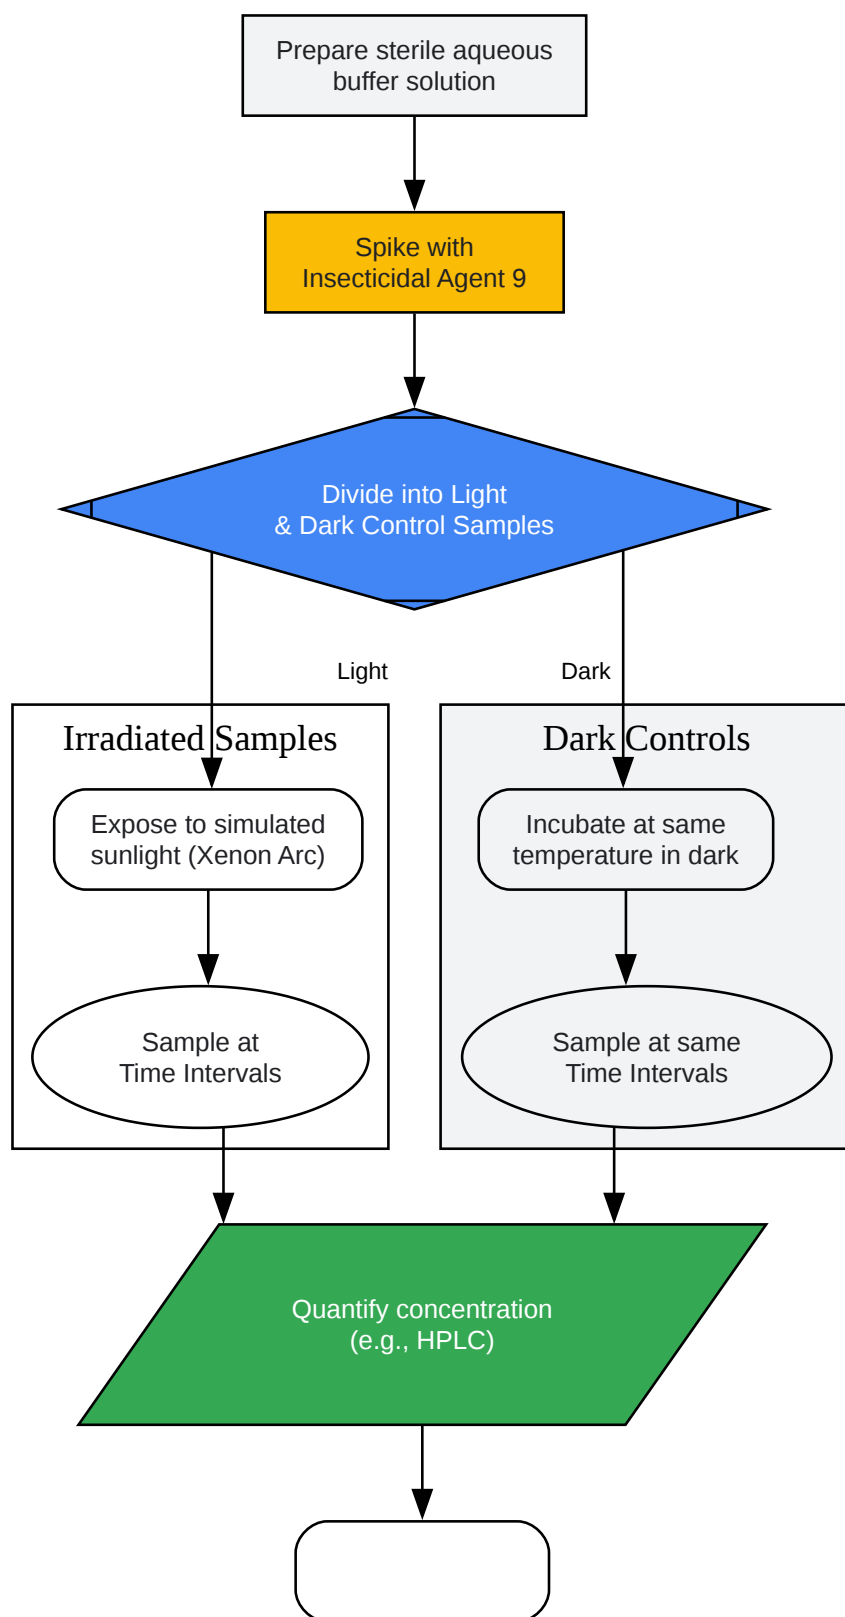 Prepare sterile aqueous
buffer solution
Spike with
Insecticidal Agent 9
Divide into Light
& Dark Control Samples
Light
Dark
Irradiated Samples
Expose to simulated
sunlight (Xenon Arc)
Sample at
Time Intervals
Dark Controls
Incubate at same
temperature in dark
Sample at same
Time Intervals
Quantify concentration
(e.g., HPLC)